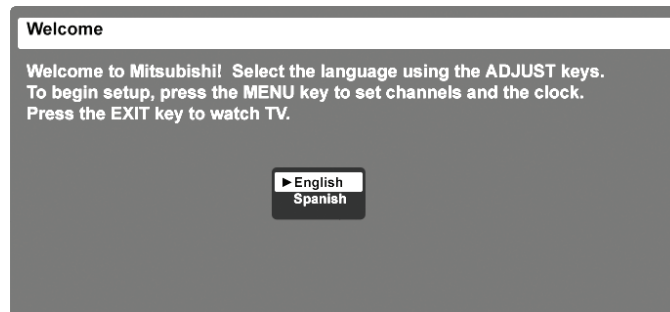 Welcome
Welcome to Mitsubishi! Select the language using the ADJUST keys.
To begin setup, press the MENU key to set channels and the clock.
Press the EXIT key to watch TV.
►English
Spanish